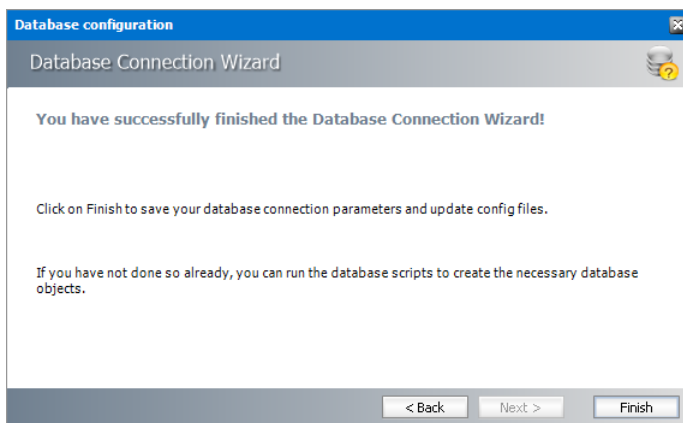 Database configuration
Database Connection Wizard
You have successfully finished the Database Connection Wizard!
Click on Finish to save your database connection parameters and update config files.
If you have not done so already, you can run the database scripts to create the necessary database
objects.
< Back Next > Finish